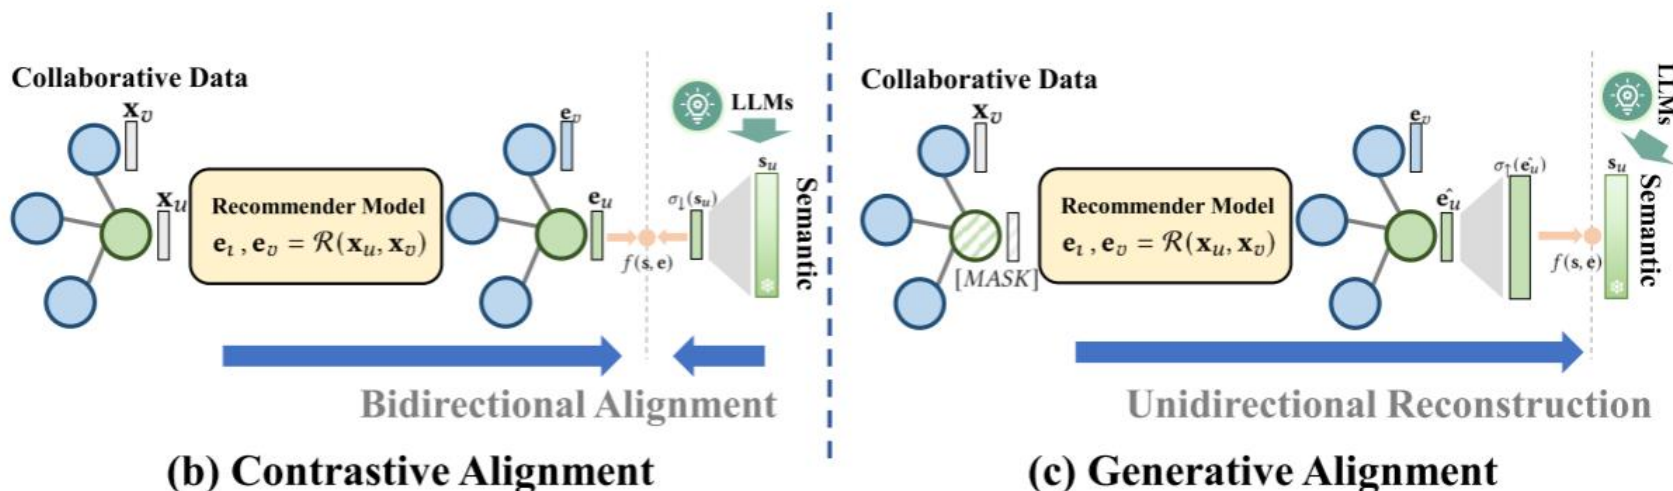 Collaborative Data
𝐱_v
𝐱_u
Recommender Model
𝐞_ι , 𝐞_v = ℛ(𝐱_u, 𝐱_v)
𝐞_v
𝐞_u
f(𝐬, 𝐞)
LLMs
σ↓(𝐬_u)
𝐬_u
Semantic
Bidirectional Alignment
(b) Contrastive Alignment
Collaborative Data
𝐱_v
[MASK]
Recommender Model
𝐞_ι , 𝐞_v = ℛ(𝐱_u, 𝐱_v)
𝐞_v
𝐞̂_u
σ↑(𝐞̂_u)
f(𝐬, 𝐞)
LLMs
𝐬_u
Semantic
Unidirectional Reconstruction
(c) Generative Alignment